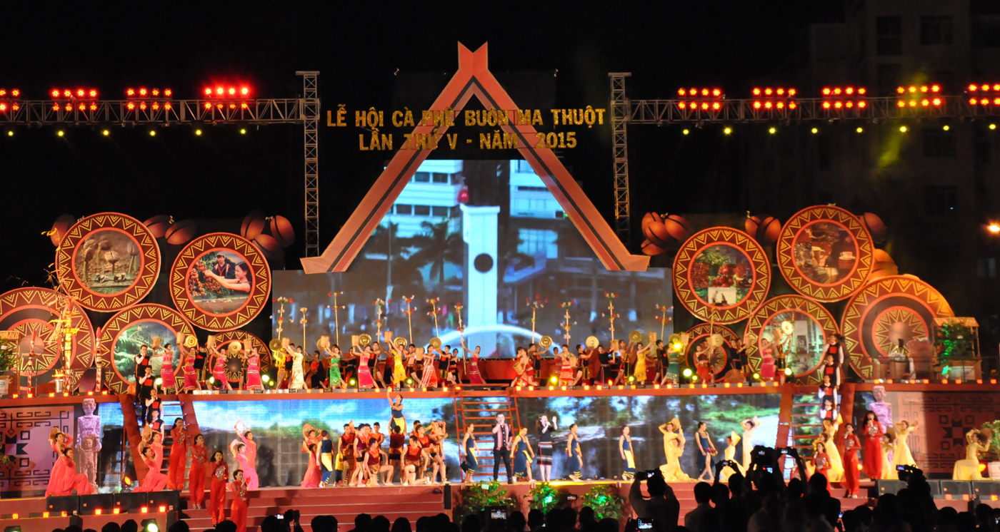 LỄ HỘI CÀ PHÊ BUÔN MA THUỘT
LẦN THỨ V - NĂM 2015